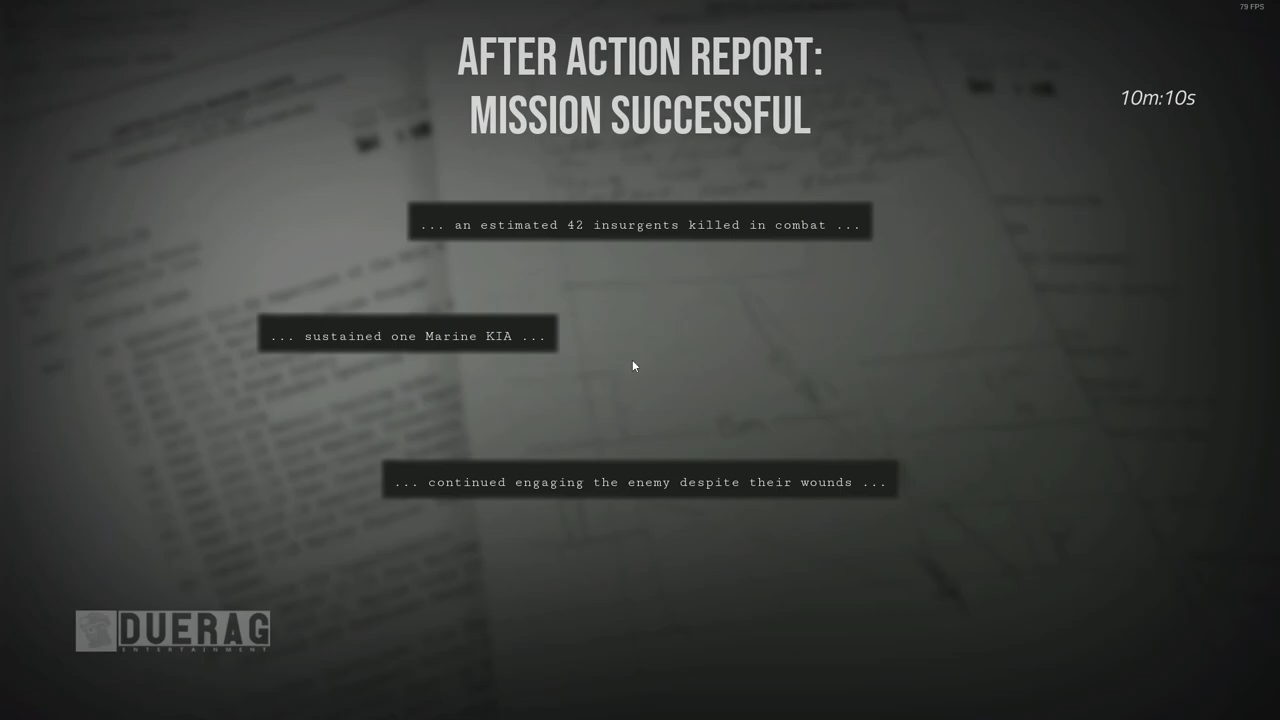 79 FPS
AFTER ACTION REPORT:
MISSION SUCCESSFUL
10m:10s
... an estimated 42 insurgents killed in combat ...
... sustained one Marine KIA ...
... continued engaging the enemy despite their wounds ...
DUERAG
ENTERTAINMENT